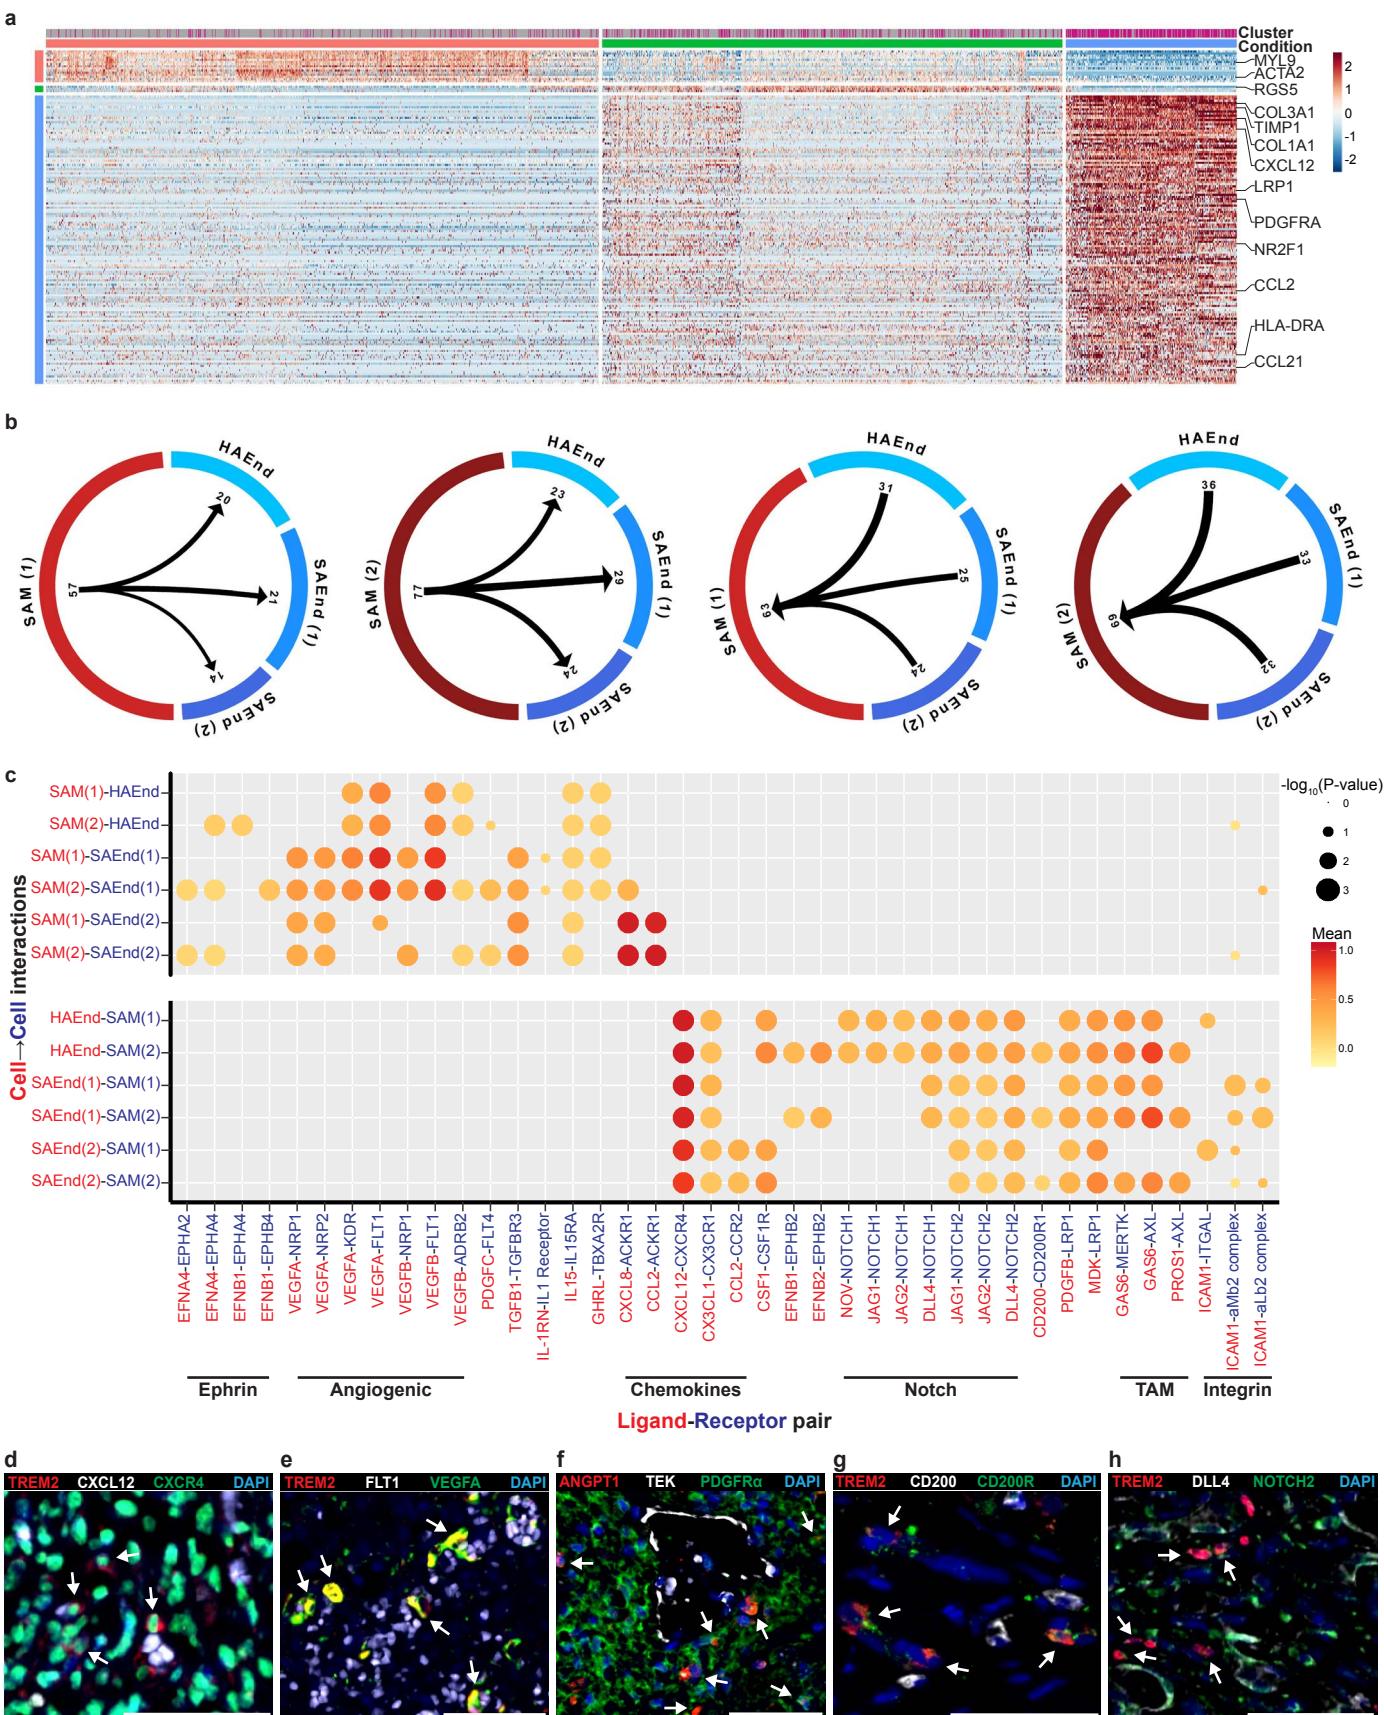 a
Cluster
Condition
MYL9
ACTA2
RGS5
COL3A1
TIMP1
COL1A1
CXCL12
LRP1
PDGFRA
NR2F1
CCL2
HLA-DRA
CCL21
2
1
0
-1
-2
b
HAEnd
SAEnd (1)
SAEnd (2)
SAM (1)
57
20
21
14
HAEnd
SAEnd (1)
SAEnd (2)
SAM (2)
77
23
29
24
HAEnd
SAEnd (1)
SAEnd (2)
SAM (1)
63
31
25
24
HAEnd
SAEnd (1)
SAEnd (2)
SAM (2)
69
36
33
32
c
Cell→Cell interactions
SAM(1)-HAEnd
SAM(2)-HAEnd
SAM(1)-SAEnd(1)
SAM(2)-SAEnd(1)
SAM(1)-SAEnd(2)
SAM(2)-SAEnd(2)
HAEnd-SAM(1)
HAEnd-SAM(2)
SAEnd(1)-SAM(1)
SAEnd(1)-SAM(2)
SAEnd(2)-SAM(1)
SAEnd(2)-SAM(2)
-log10(P-value)
0
1
2
3
Mean
1.0
0.5
0.0
EFNA4-EPHA2
EFNA4-EPHA4
EFNB1-EPHA4
EFNB1-EPHB4
VEGFA-NRP1
VEGFA-NRP2
VEGFA-KDR
VEGFA-FLT1
VEGFB-NRP1
VEGFB-FLT1
VEGFB-ADRB2
PDGFC-FLT4
TGFB1-TGFBR3
IL-1RN-IL1 Receptor
IL15-IL15RA
GHRL-TBXA2R
CXCL8-ACKR1
CCL2-ACKR1
CXCL12-CXCR4
CX3CL1-CX3CR1
CCL2-CCR2
CSF1-CSF1R
EFNB1-EPHB2
EFNB2-EPHB2
NOV-NOTCH1
JAG1-NOTCH1
JAG2-NOTCH1
DLL4-NOTCH1
JAG1-NOTCH2
JAG2-NOTCH2
DLL4-NOTCH2
CD200-CD200R1
PDGFB-LRP1
MDK-LRP1
GAS6-MERTK
GAS6-AXL
PROS1-AXL
ICAM1-ITGAL
ICAM1-aMb2 complex
ICAM1-aLb2 complex
Ephrin
Angiogenic
Chemokines
Notch
TAM
Integrin
Ligand-Receptor pair
d
TREM2 CXCL12 CXCR4 DAPI
e
TREM2 FLT1 VEGFA DAPI
f
ANGPT1 TEK PDGFRα DAPI
g
TREM2 CD200 CD200R DAPI
h
TREM2 DLL4 NOTCH2 DAPI